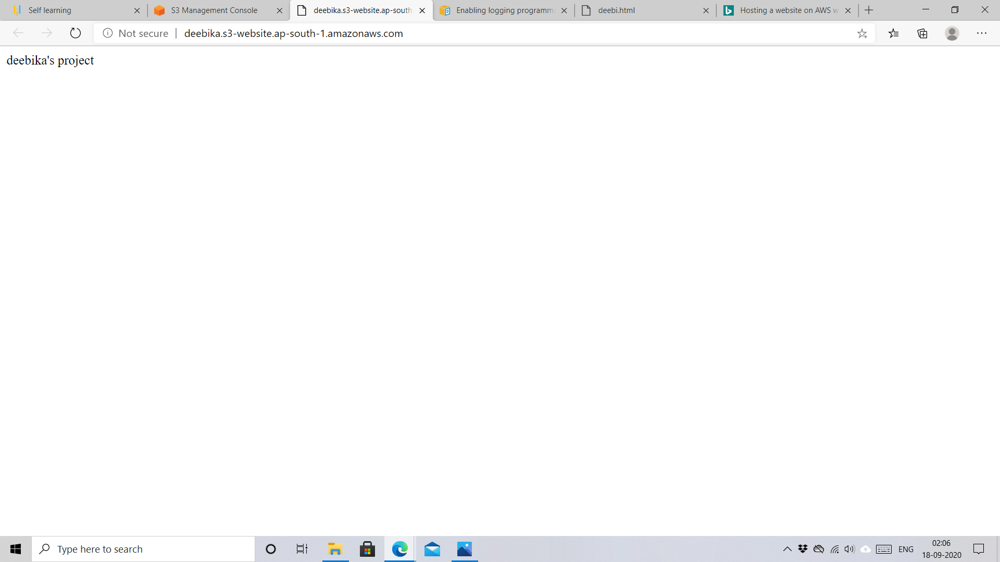 Self learning
S3 Management Console
deebika.s3-website.ap-south
Enabling logging programm
deebi.html
Hosting a website on AWS w
Not secure
deebika.s3-website.ap-south-1.amazonaws.com
deebika's project
Type here to search
ENG
02:06
18-09-2020